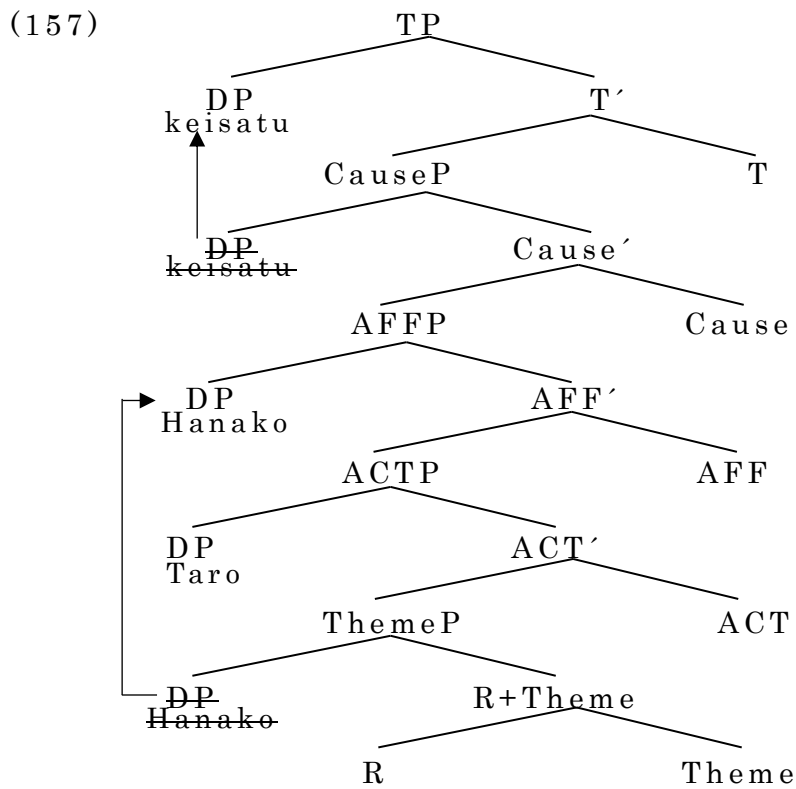 (157)
TP
DP T´
keisatu
CauseP T
DP Cause´
keisatu
AFFP Cause
DP AFF´
Hanako
ACTP AFF
DP ACT´
Taro
ThemeP ACT
DP R+Theme
Hanako
R Theme